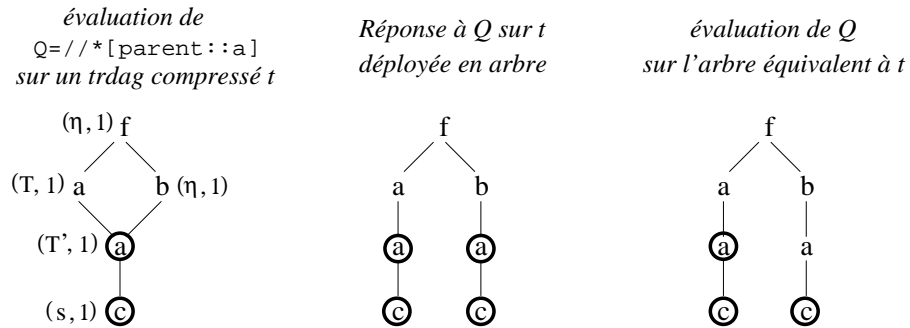 évaluation de
Q=//*[parent::a]
sur un trdag compressé t
Réponse à Q sur t
déployée en arbre
évaluation de Q
sur l'arbre équivalent à t
(η, 1) f
(T, 1) a b (η, 1)
(T', 1) a
(s, 1) c
f
a b
a a
c c
f
a b
a a
c c